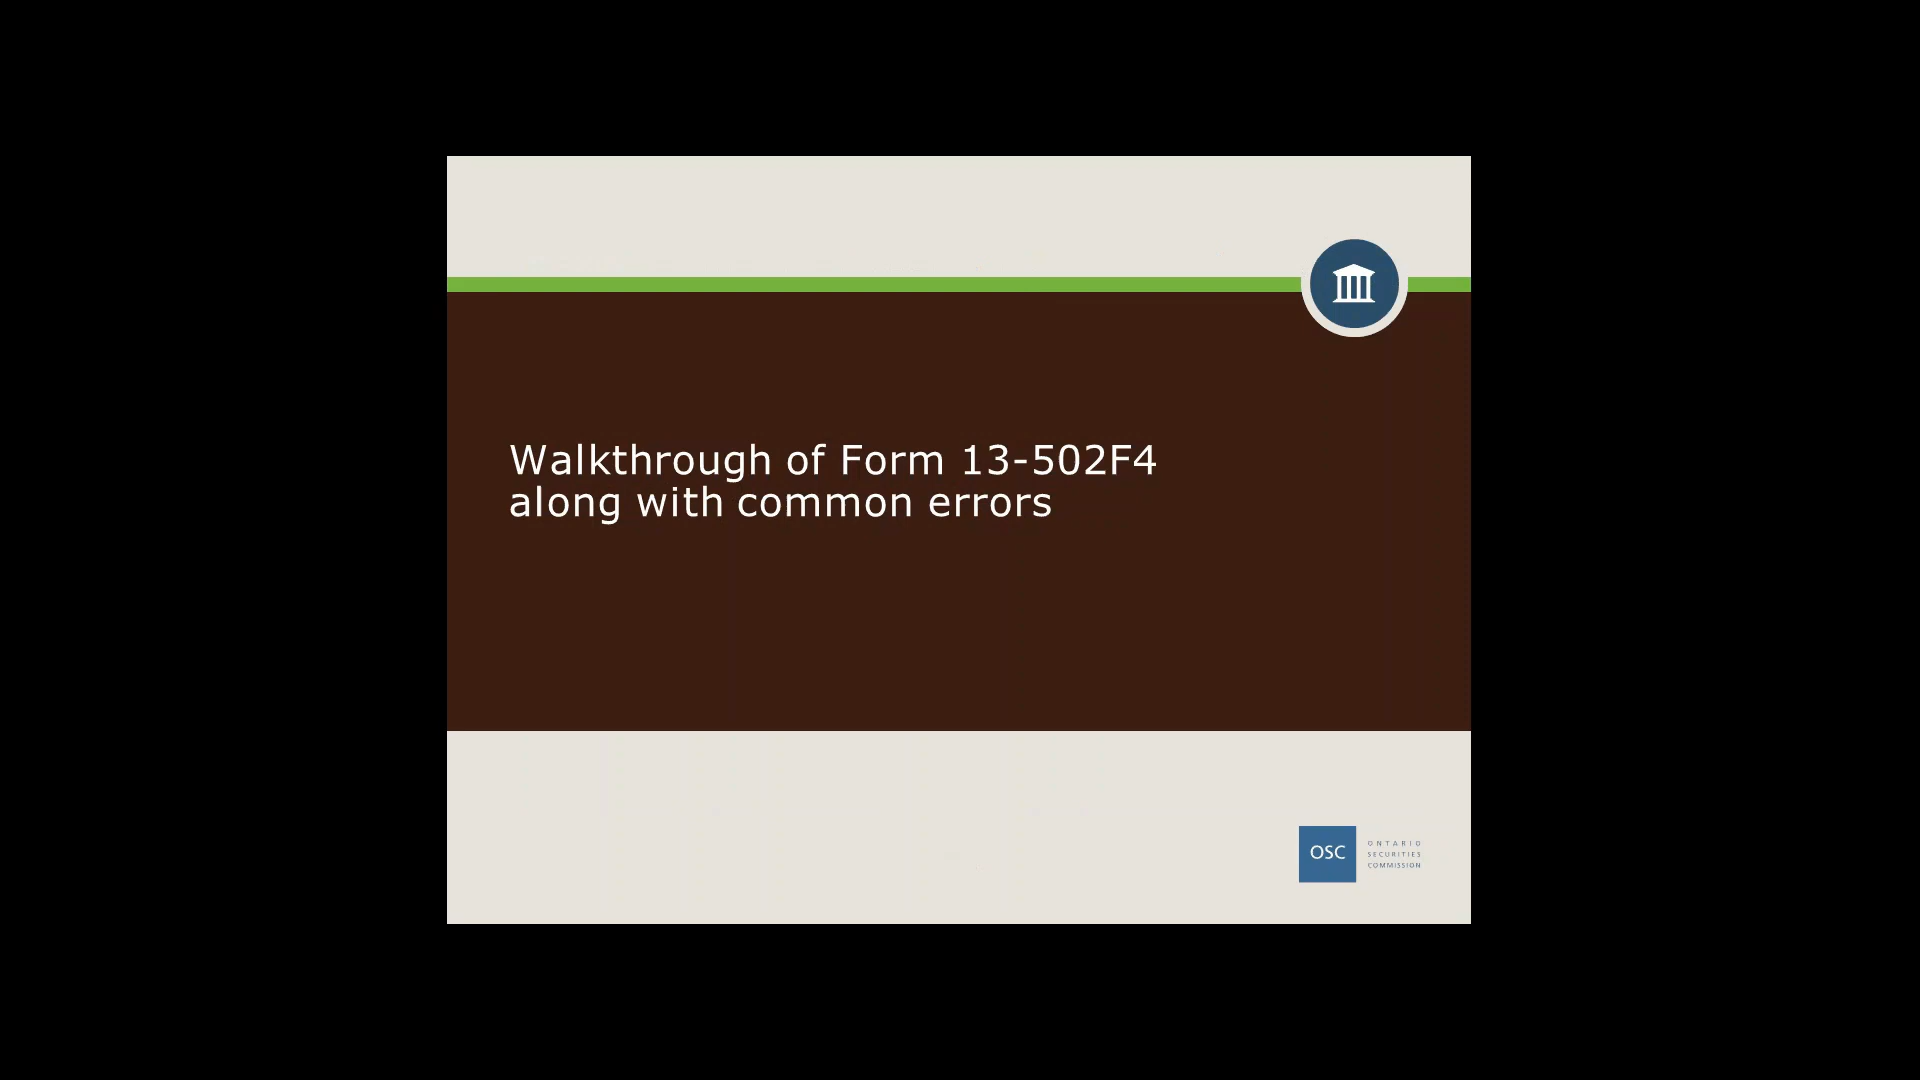 Walkthrough of Form 13-502F4
along with common errors
OSC
ONTARIO
SECURITIES
COMMISSION